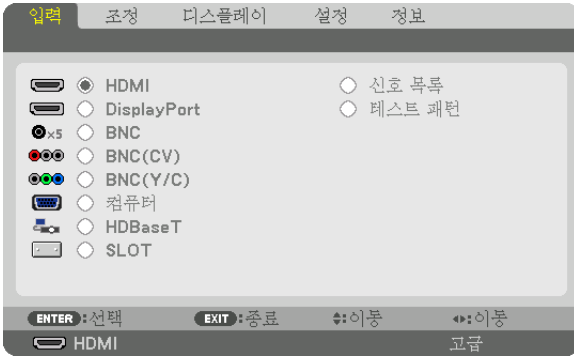 입력 조정 디스플레이 설정 정보
HDMI 신호 목록
DisplayPort 테스트 패턴
×5 BNC
BNC(CV)
BNC(Y/C)
컴퓨터
HDBaseT
SLOT
ENTER:선택 EXIT:종료 :이동 :이동
HDMI 고급